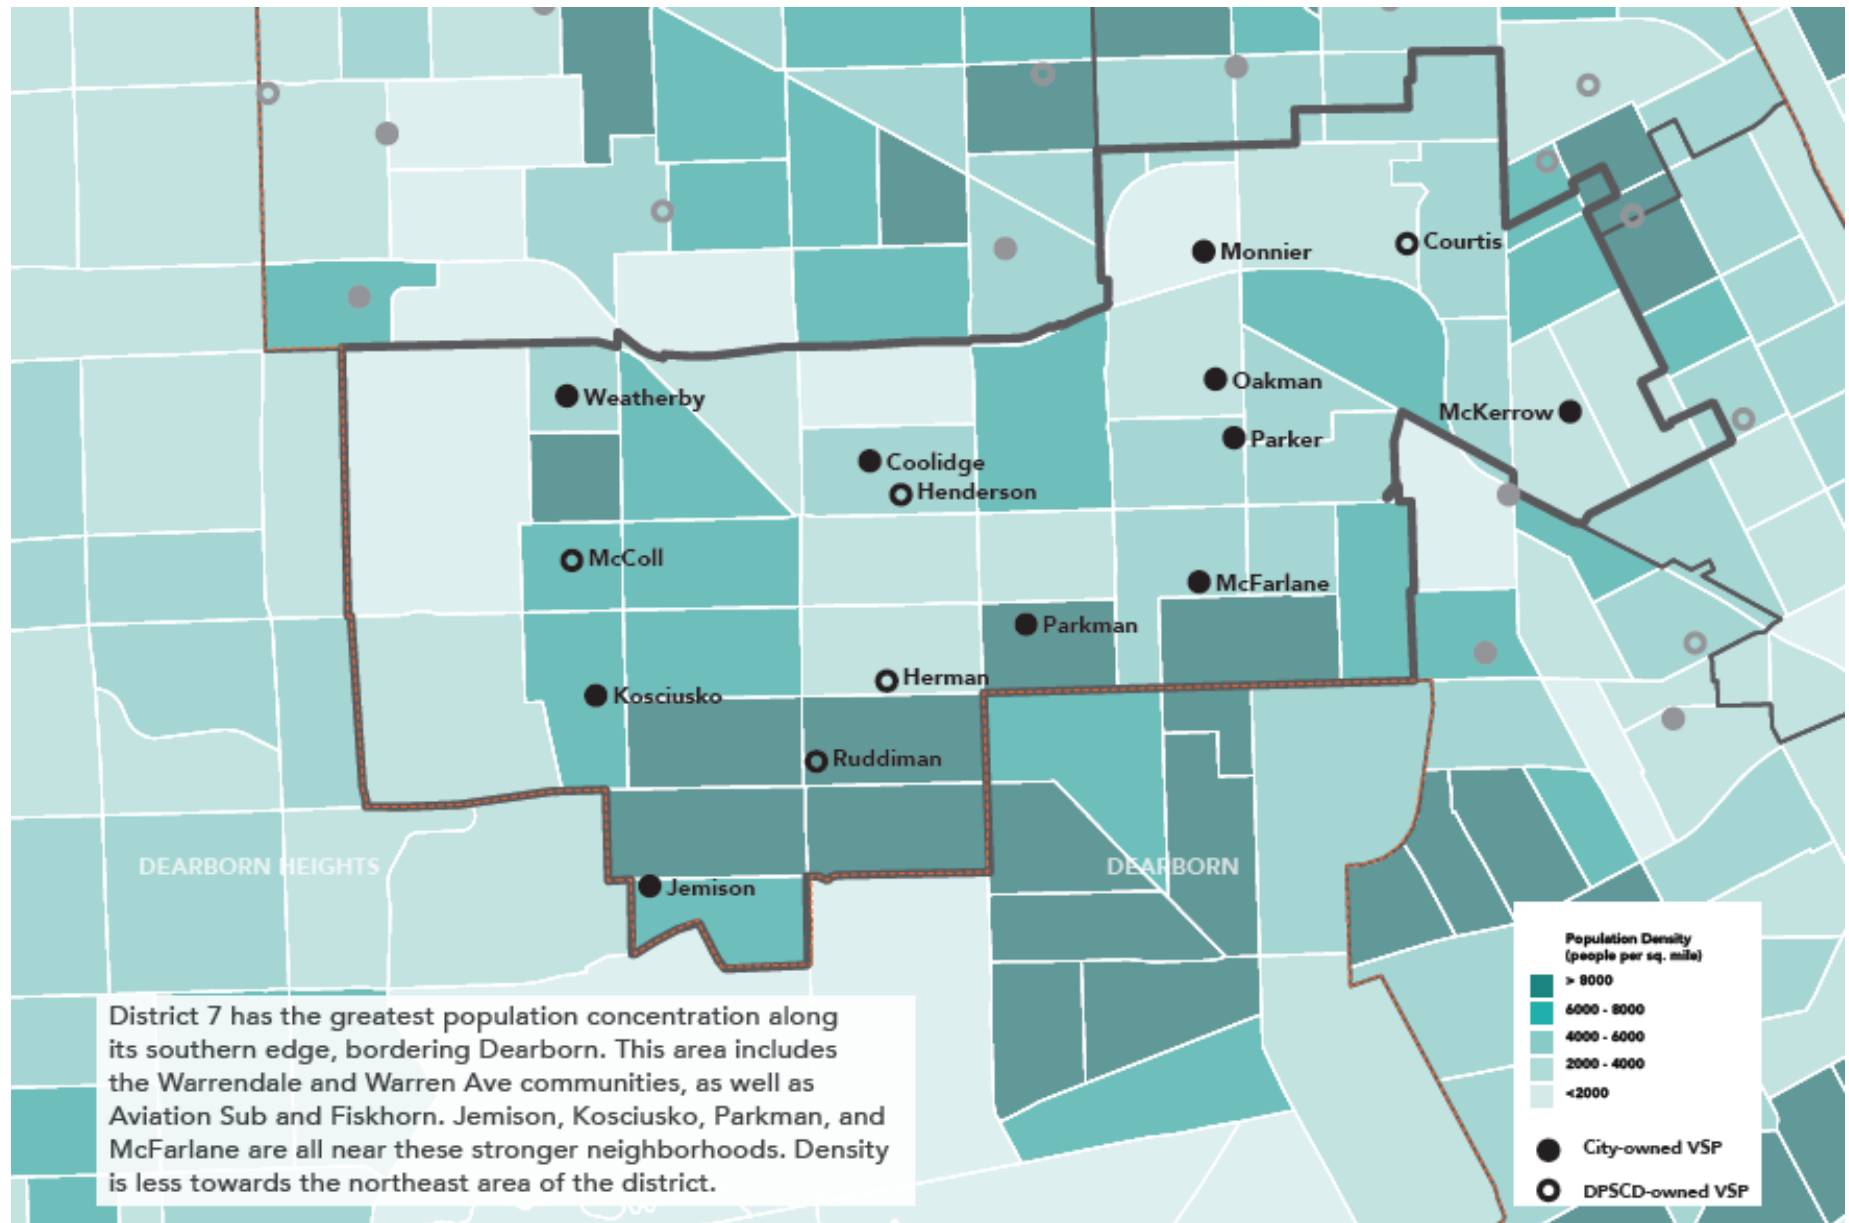 Monnier
Courtis
Weatherby
Oakman
McKerrow
Parker
Coolidge
Henderson
McColl
McFarlane
Parkman
Herman
Kosciusko
Ruddiman
DEARBORN HEIGHTS
DEARBORN
Jemison
Population Density
(people per sq. mile)
> 8000
6000 - 8000
4000 - 6000
2000 - 4000
<2000
City-owned VSP
DPSCD-owned VSP
District 7 has the greatest population concentration along
its southern edge, bordering Dearborn. This area includes
the Warrendale and Warren Ave communities, as well as
Aviation Sub and Fiskhorn. Jemison, Kosciusko, Parkman, and
McFarlane are all near these stronger neighborhoods. Density
is less towards the northeast area of the district.